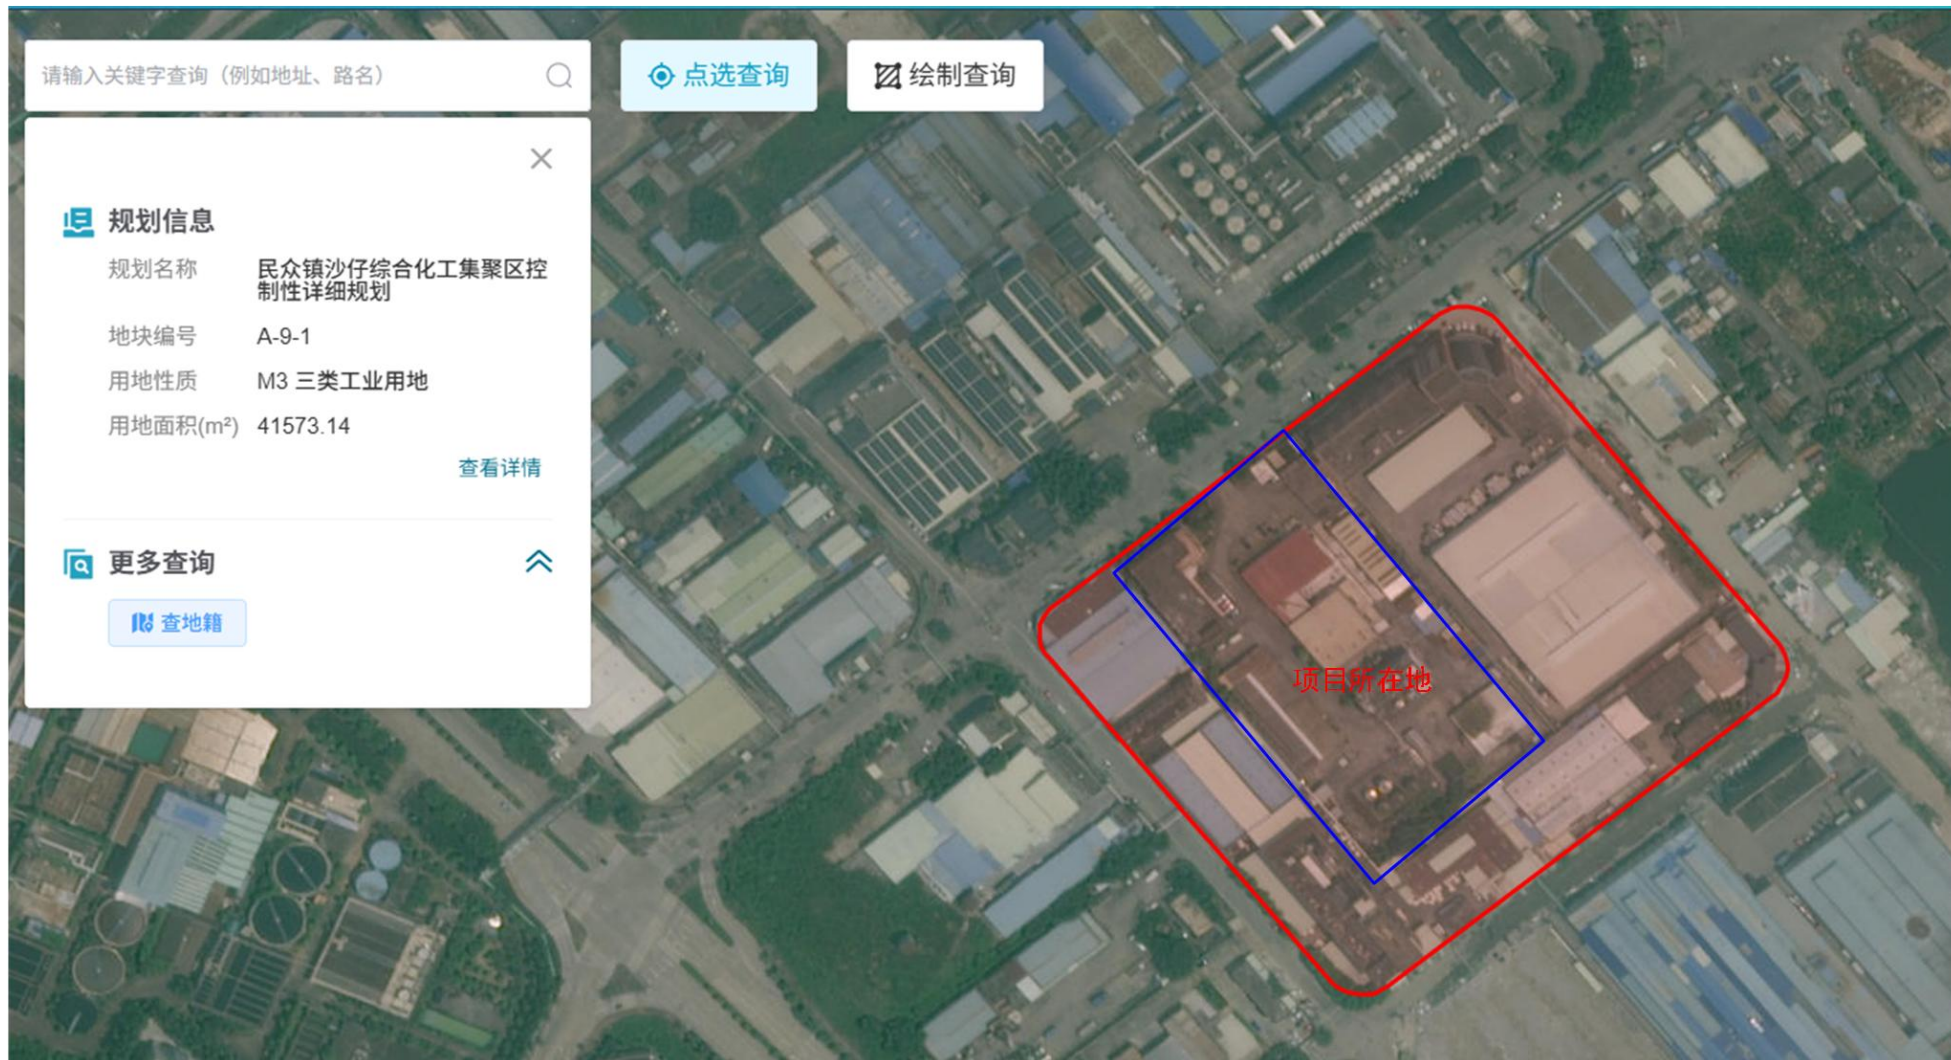 请输入关键字查询（例如地址、路名）
点选查询
绘制查询
规划信息
规划名称 民众镇沙仔综合化工集聚区控
制性详细规划
地块编号 A-9-1
用地性质 M3 三类工业用地
用地面积(m²) 41573.14
查看详情
更多查询
查地籍
项目所在地